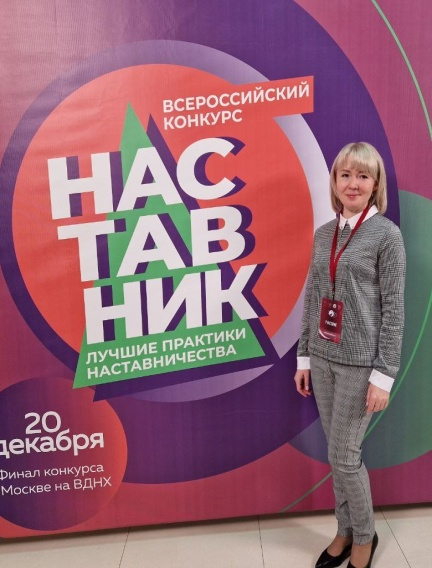 ВСЕРОССИЙСКИЙ
КОНКУРС
НАС
ТАВ
НИК
ЛУЧШИЕ ПРАКТИКИ
НАСТАВНИЧЕСТВА
20
декабря
Финал конкурса
Москве на ВДНХ